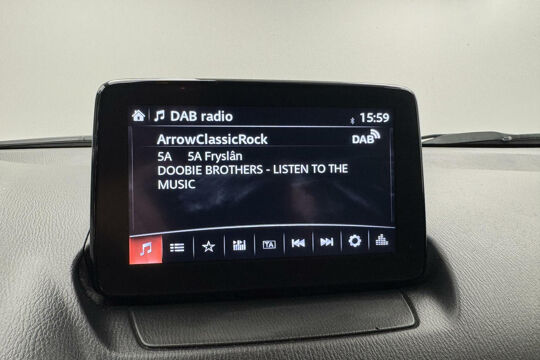 DAB radio
15:59
ArrowClassicRock
DAB
5A 5A Fryslân
DOOBIE BROTHERS - LISTEN TO THE
MUSIC
TA